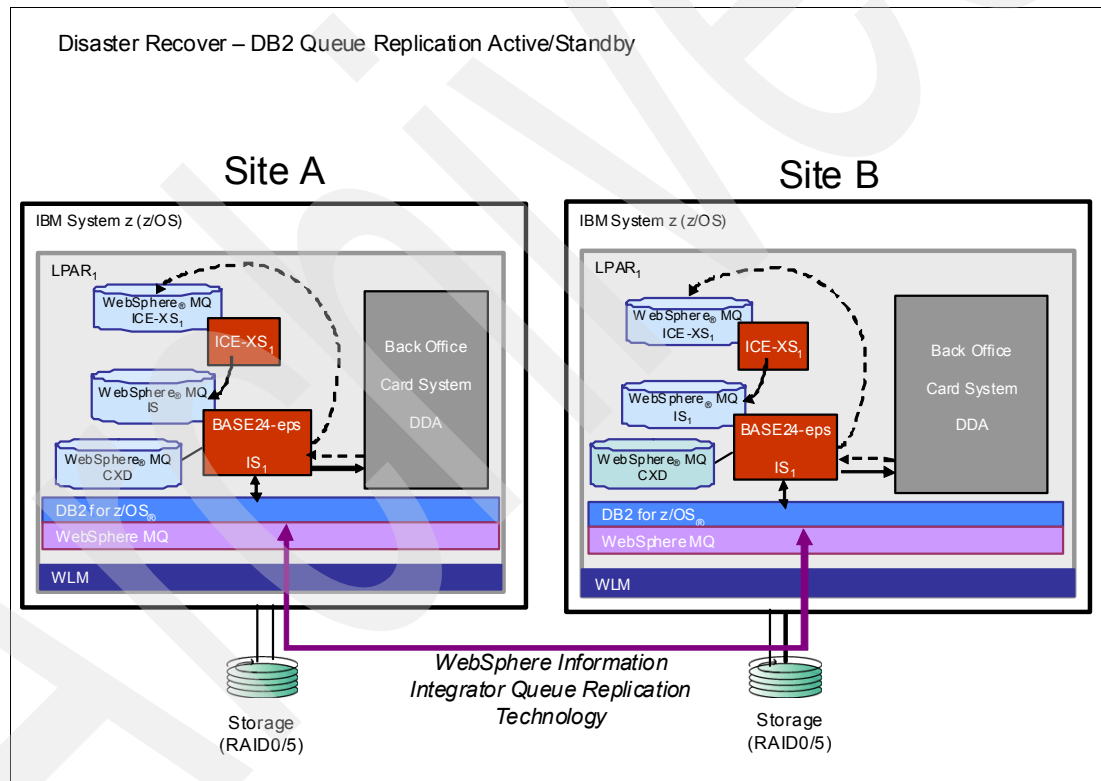 Disaster Recover – DB2 Queue Replication Active/Standby
Site A
Site B
IBM System z (z/OS)
LPAR1
WebSphere® MQ
ICE-XS1
ICE-XS1
WebSphere® MQ
IS
BASE24-eps
IS1
WebSphere® MQ
CXD
Back Office
Card System
DDA
DB2 for z/OS®
WebSphere MQ
WLM
IBM System z (z/OS)
LPAR1
WebSphere® MQ
ICE-XS1
ICE-XS1
WebSphere® MQ
IS1
BASE24-eps
IS1
WebSphere® MQ
CXD
Back Office
Card System
DDA
DB2 for z/OS®
WebSphere MQ
WLM
WebSphere Information
Integrator Queue Replication
Technology
Storage
(RAID0/5)
Storage
(RAID0/5)